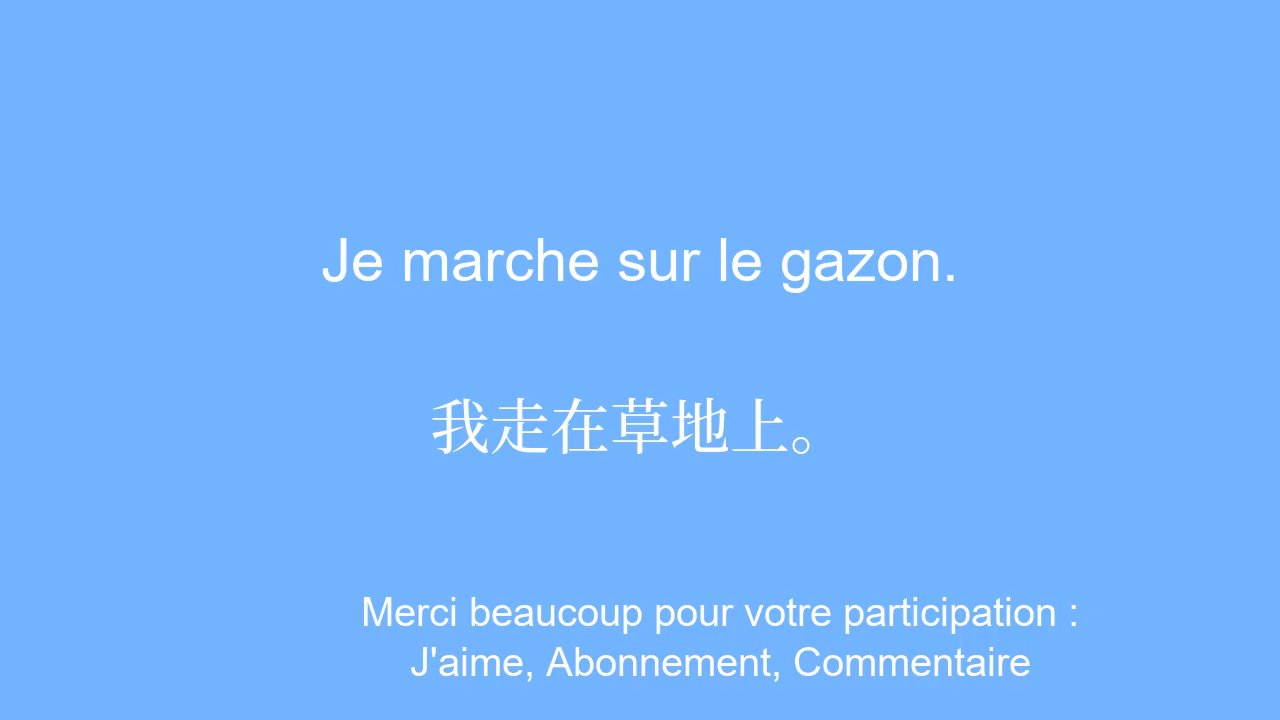 Je marche sur le gazon.
我走在草地上。
Merci beaucoup pour votre participation :
J'aime, Abonnement, Commentaire